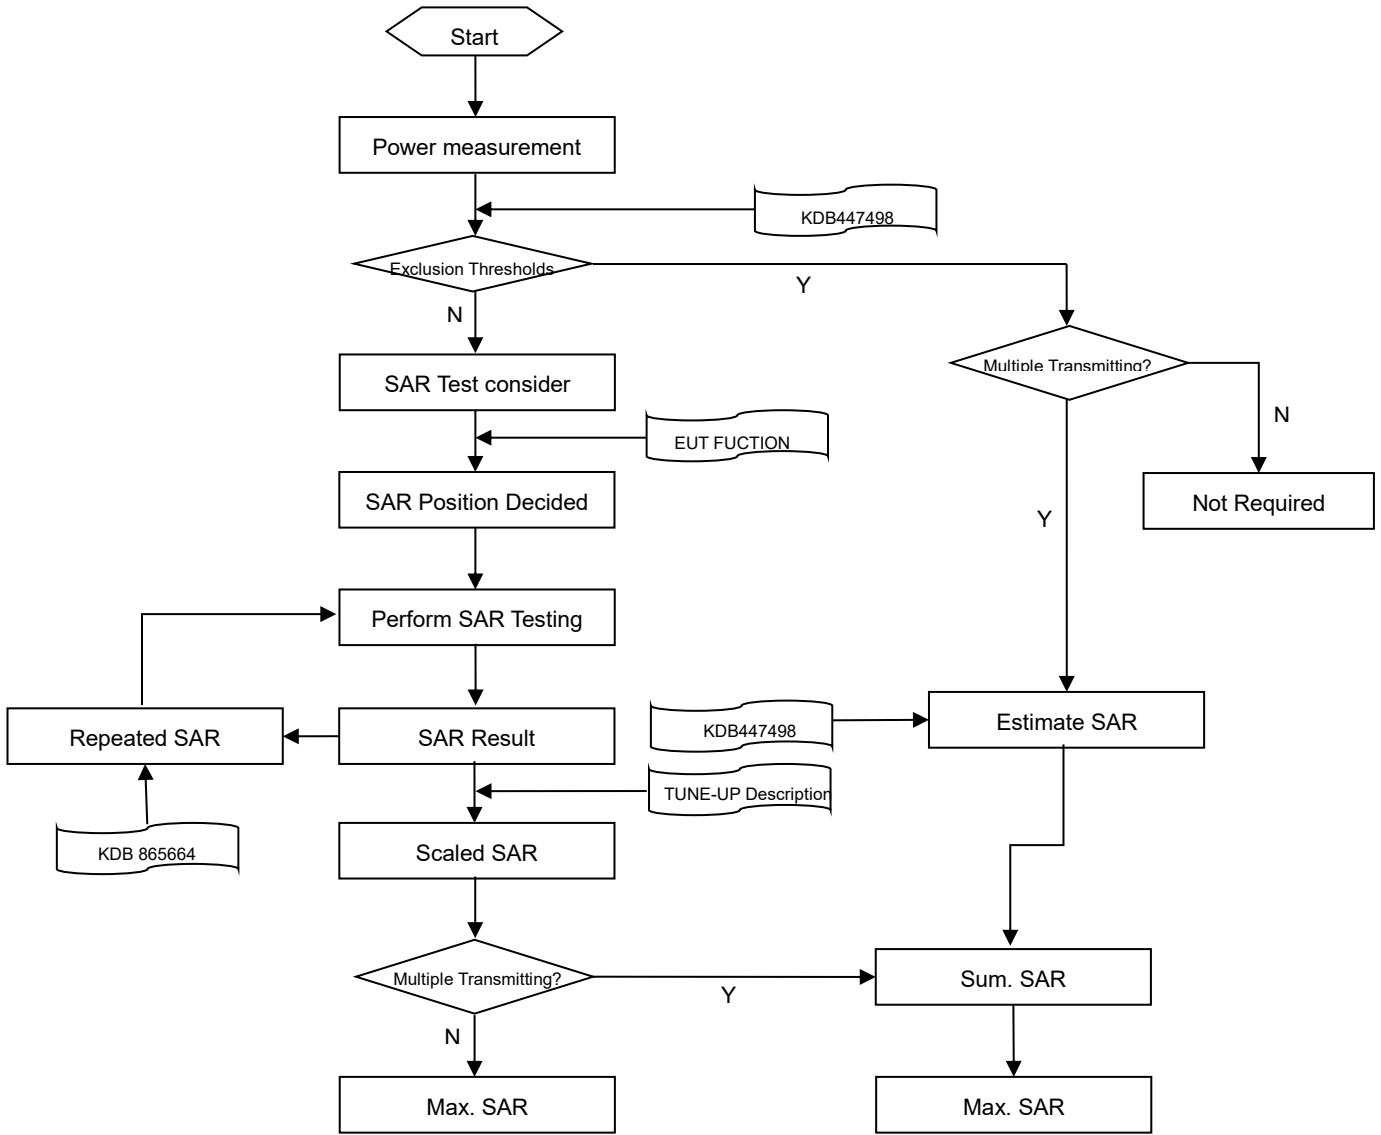 Start
Power measurement
KDB447498
Exclusion Thresholds
Y
N
Multiple Transmitting?
SAR Test consider
N
EUT FUCTION
SAR Position Decided
Not Required
Y
Perform SAR Testing
Repeated SAR
SAR Result
KDB447498
Estimate SAR
TUNE-UP Description
KDB 865664
Scaled SAR
Multiple Transmitting?
Y
Sum. SAR
N
Max. SAR
Max. SAR